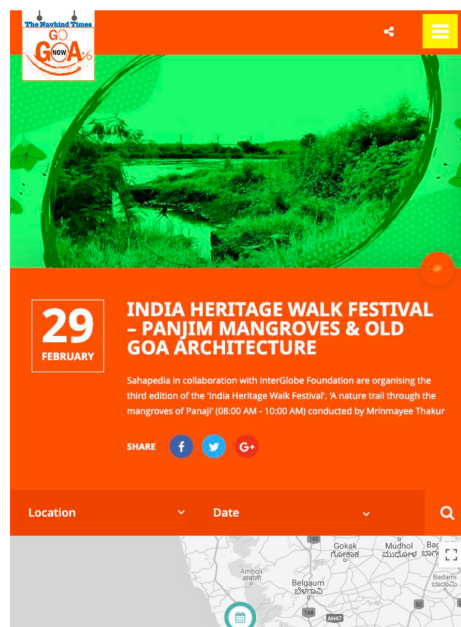 The Navhind Times
GO
GOA
NOW
29
FEBRUARY
INDIA HERITAGE WALK FESTIVAL
– PANJIM MANGROVES & OLD
GOA ARCHITECTURE
Sahapedia in collaboration with InterGlobe Foundation are organising the
third edition of the 'India Heritage Walk Festival'. 'A nature trail through the
mangroves of Panaji' (08:00 AM - 10:00 AM) conducted by Mrinmayee Thakur
SHARE
Location
Date
Gokak
ಗೋಕಾಕ
Mudhol
ಮುಧೋಳ
Amboli
Belgaum
ಬೆಳಗಾವಿ
Badami
748
AH47
52